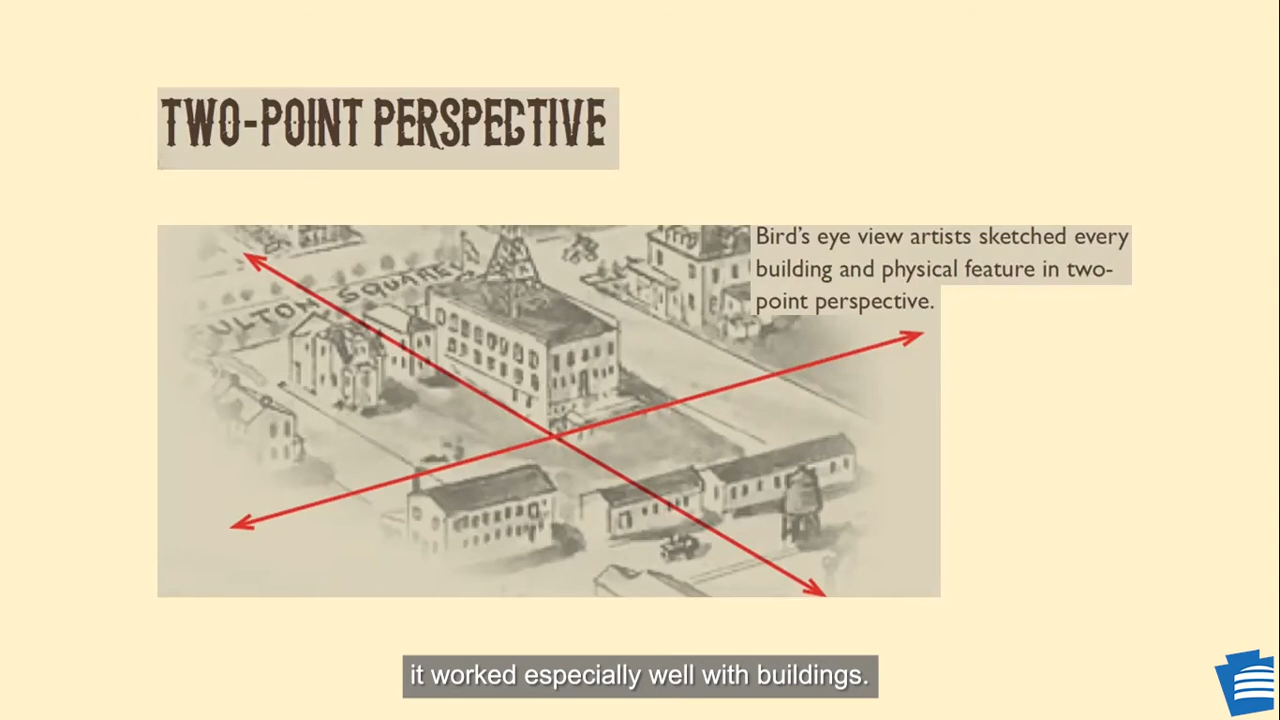 TWO-POINT PERSPECTIVE
Bird's eye view artists sketched every
building and physical feature in two-
point perspective.
ULTON SQUARE
it worked especially well with buildings.